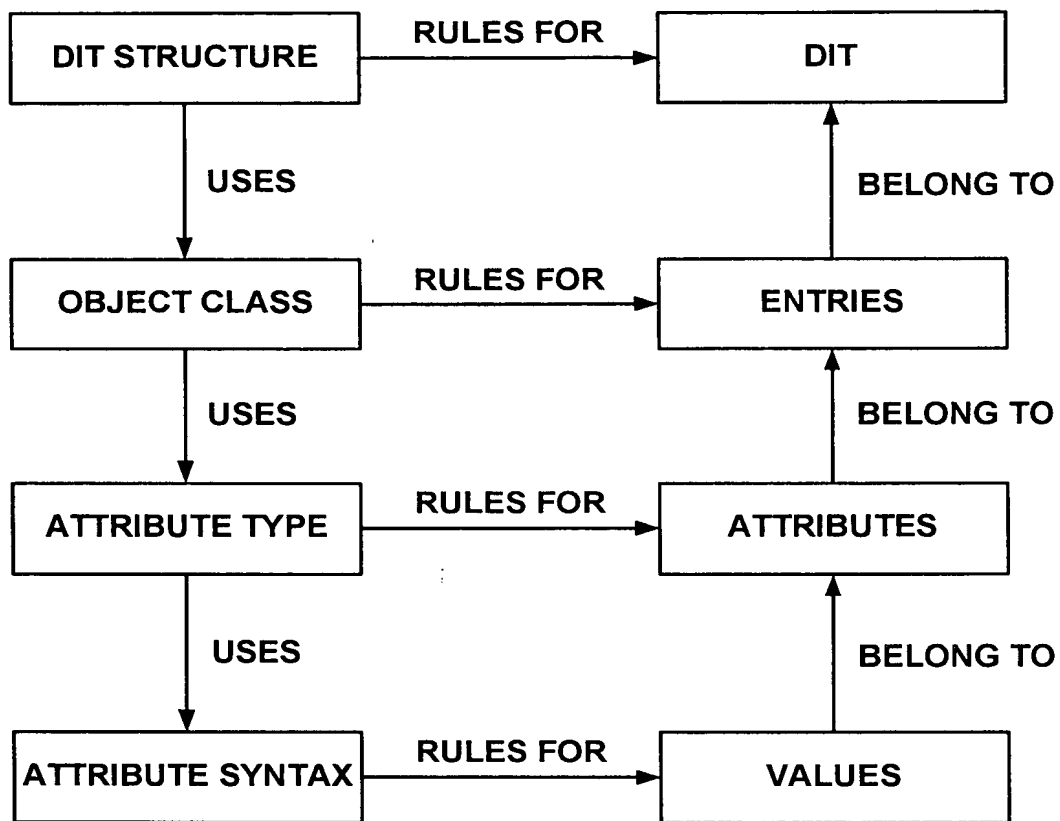 DIT STRUCTURE
RULES FOR
DIT
USES
BELONG TO
OBJECT CLASS
RULES FOR
ENTRIES
USES
BELONG TO
ATTRIBUTE TYPE
RULES FOR
ATTRIBUTES
USES
BELONG TO
ATTRIBUTE SYNTAX
RULES FOR
VALUES